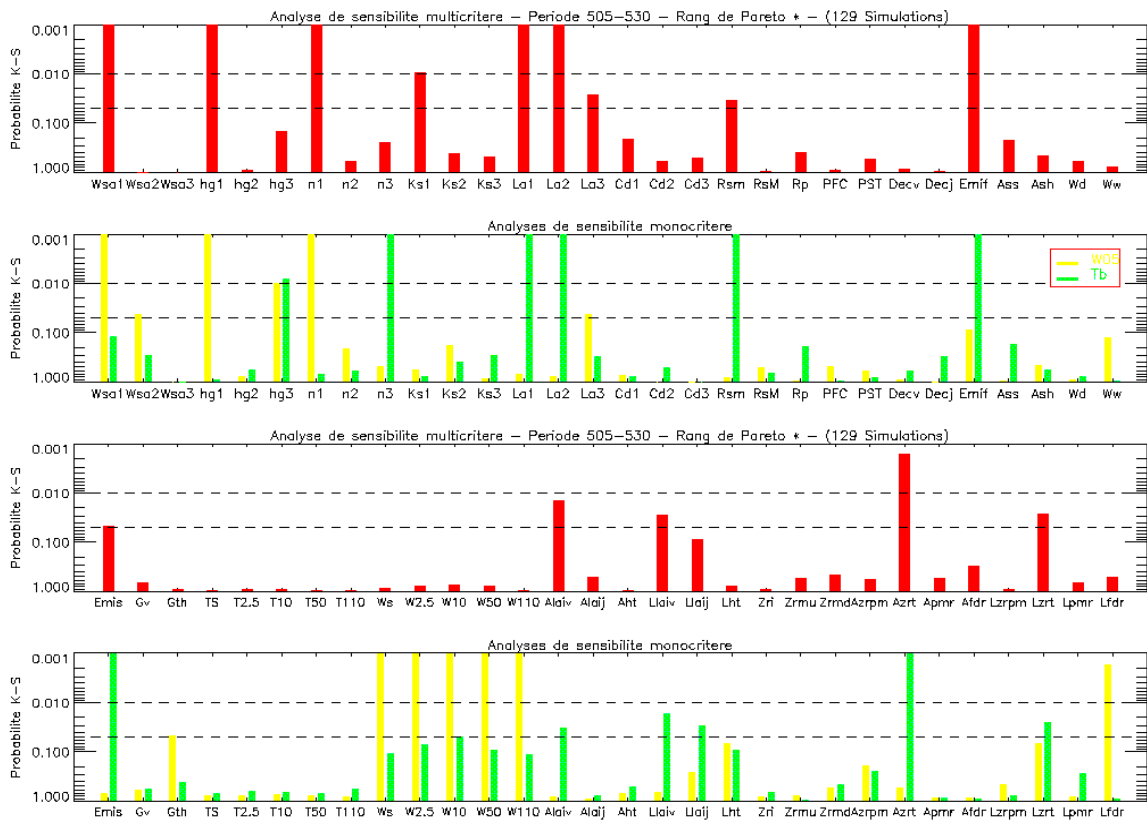 Analyse de sensibilite multicritere - Periode 505-530 - Rang de Pareto * - (129 Simulations)
Probabilite K-S
0.001
0.010
0.100
1.000
Wsa1 Wsa2 Wsa3 hg1 hg2 hg3 n1 n2 n3 Ks1 Ks2 Ks3 La1 La2 La3 Cd1 Cd2 Cd3 Rsm RsM Rp PFC PST Decv Decj Emif Ass Ash Wd Ww
Analyses de sensibilite monocritere
Probabilite K-S
0.001
0.010
0.100
1.000
W05
Tb
Wsa1 Wsa2 Wsa3 hg1 hg2 hg3 n1 n2 n3 Ks1 Ks2 Ks3 La1 La2 La3 Cd1 Cd2 Cd3 Rsm RsM Rp PFC PST Decv Decj Emif Ass Ash Wd Ww
Analyse de sensibilite multicritere - Periode 505-530 - Rang de Pareto * - (129 Simulations)
Probabilite K-S
0.001
0.010
0.100
1.000
Emis Gv Gth TS T2.5 T10 T50 T110 Ws W2.5 W10 W50 W110 Alaiv Alaij Aht Llaiv Llaij Lht Zri Zrmu Zrmd Azrpm Azrt Apmr Afdr Lzrpm Lzrt Lpmr Lfdr
Analyses de sensibilite monocritere
Probabilite K-S
0.001
0.010
0.100
1.000
Emis Gv Gth TS T2.5 T10 T50 T110 Ws W2.5 W10 W50 W110 Alaiv Alaij Aht Llaiv Llaij Lht Zri Zrmu Zrmd Azrpm Azrt Apmr Afdr Lzrpm Lzrt Lpmr Lfdr